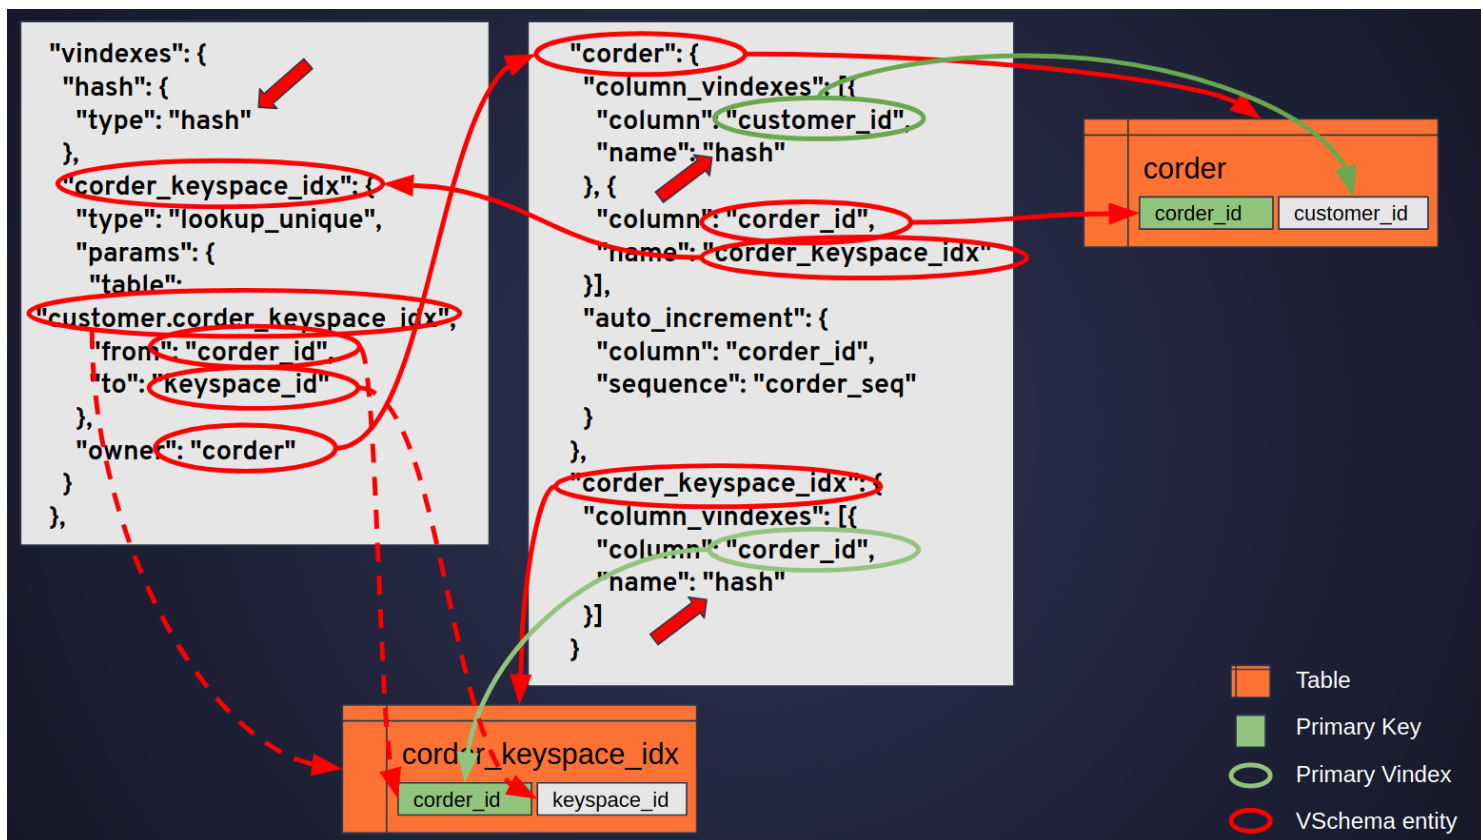 "vindexes": {
"hash": {
"type": "hash"
},
"corder_keyspace_idx": {
"type": "lookup_unique",
"params": {
"table":
"customer.corder_keyspace_idx",
"from": "corder_id",
"to": "keyspace_id"
},
"owner": "corder"
}
},
"corder": {
"column_vindexes": [{
"column": "customer_id",
"name": "hash"
}, {
"column": "corder_id",
"name": "corder_keyspace_idx"
}],
"auto_increment": {
"column": "corder_id",
"sequence": "corder_seq"
}
},
"corder_keyspace_idx": {
"column_vindexes": [{
"column": "corder_id",
"name": "hash"
}]
}
corder
corder_id customer_id
corder_keyspace_idx
corder_id keyspace_id
Table
Primary Key
Primary Vindex
VSchema entity